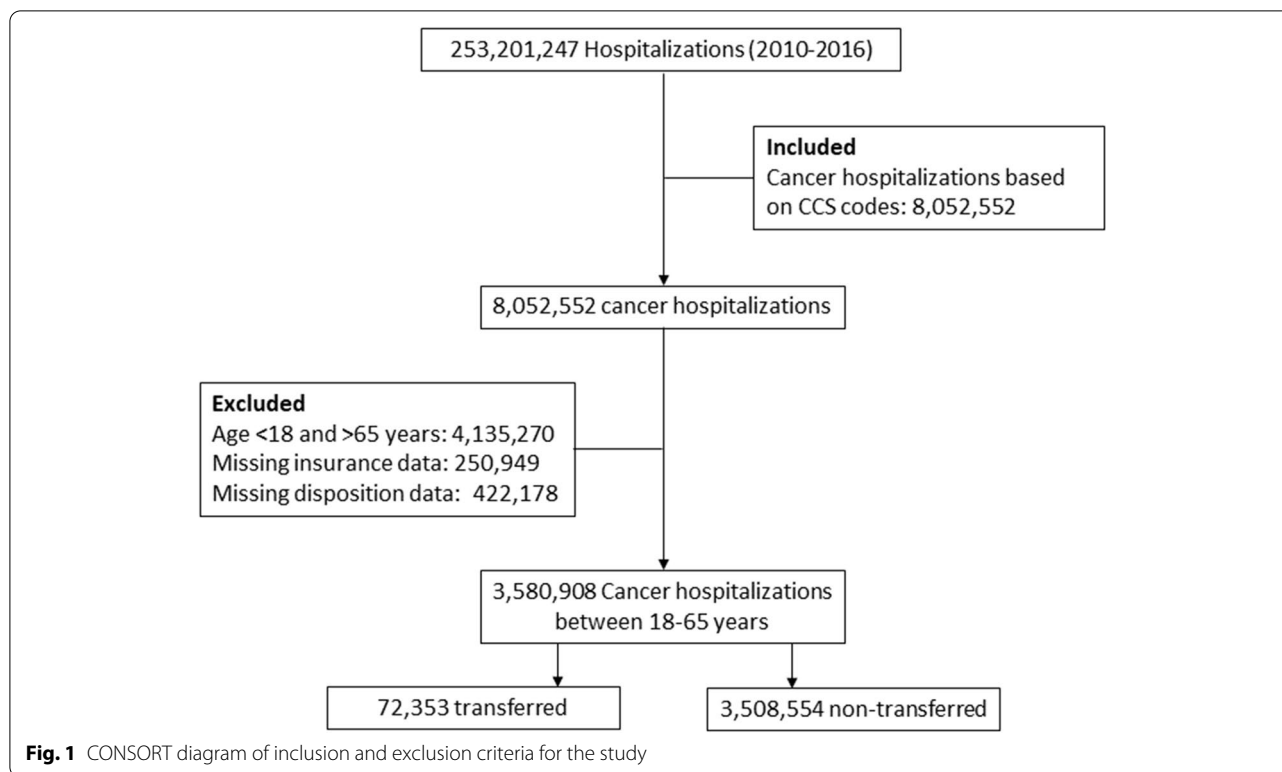 253,201,247 Hospitalizations (2010-2016)
Included
Cancer hospitalizations based
on CCS codes: 8,052,552
8,052,552 cancer hospitalizations
Excluded
Age <18 and >65 years: 4,135,270
Missing insurance data: 250,949
Missing disposition data: 422,178
3,580,908 Cancer hospitalizations
between 18-65 years
72,353 transferred
3,508,554 non-transferred
Fig. 1 CONSORT diagram of inclusion and exclusion criteria for the study